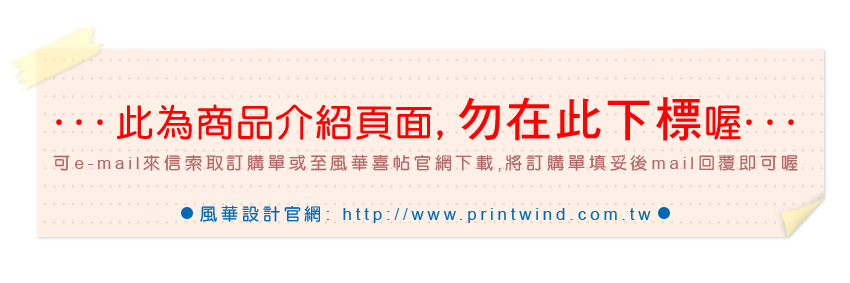 ···此為商品介紹頁面,勿在此下標喔···
可e-mail來信索取訂購單或至風華喜帖官網下載,將訂購單填妥後mail回覆即可喔
●風華設計官網: http://www.printwind.com.tw●